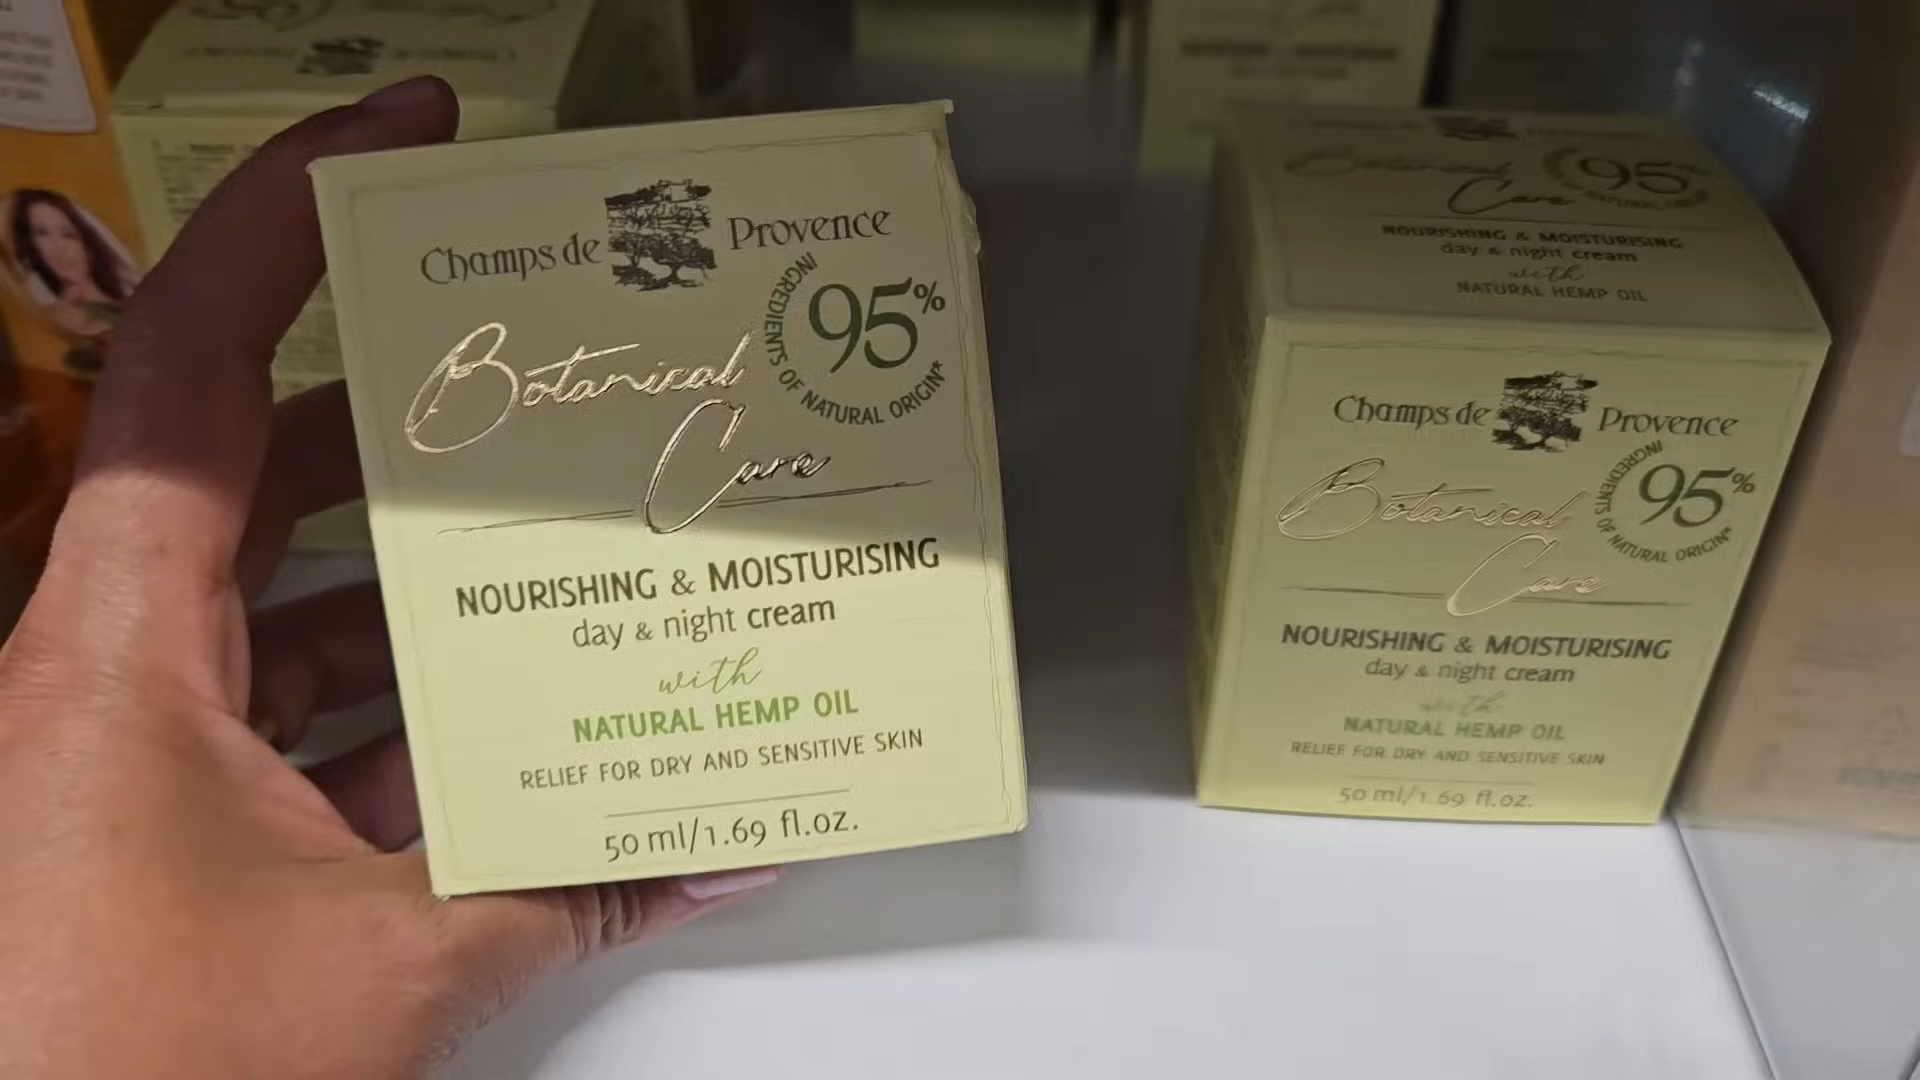 Champs de Provence
95%
INGREDIENTS OF NATURAL ORIGIN*
Botanical
Care
NOURISHING & MOISTURISING
day & night cream
with
NATURAL HEMP OIL
RELIEF FOR DRY AND SENSITIVE SKIN
50 ml/1.69 fl.oz.
Botanical
Care
95%
NOURISHING & MOISTURISING
day & night cream
with
NATURAL HEMP OIL
Champs de Provence
95%
INGREDIENTS OF NATURAL ORIGIN*
Botanical
Care
NOURISHING & MOISTURISING
day & night cream
with
NATURAL HEMP OIL
RELIEF FOR DRY AND SENSITIVE SKIN
50 ml/1.69 fl.oz.